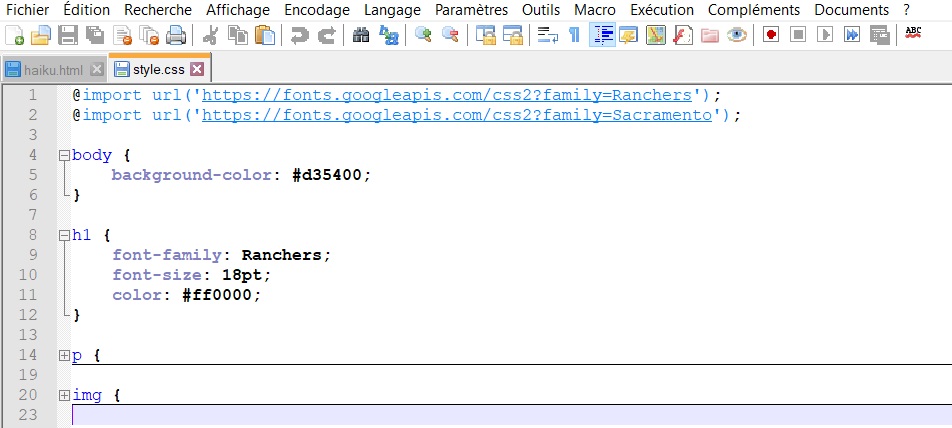 Fichier Édition Recherche Affichage Encodage Langage Paramètres Outils Macro Exécution Compléments Documents ?
ABC
haiku.html style.css
1 @import url('https://fonts.googleapis.com/css2?family=Ranchers');
2 @import url('https://fonts.googleapis.com/css2?family=Sacramento');
3
4 body {
5 background-color: #d35400;
6 }
7
8 h1 {
9 font-family: Ranchers;
10 font-size: 18pt;
11 color: #ff0000;
12 }
13
14 p {
19
20 img {
23